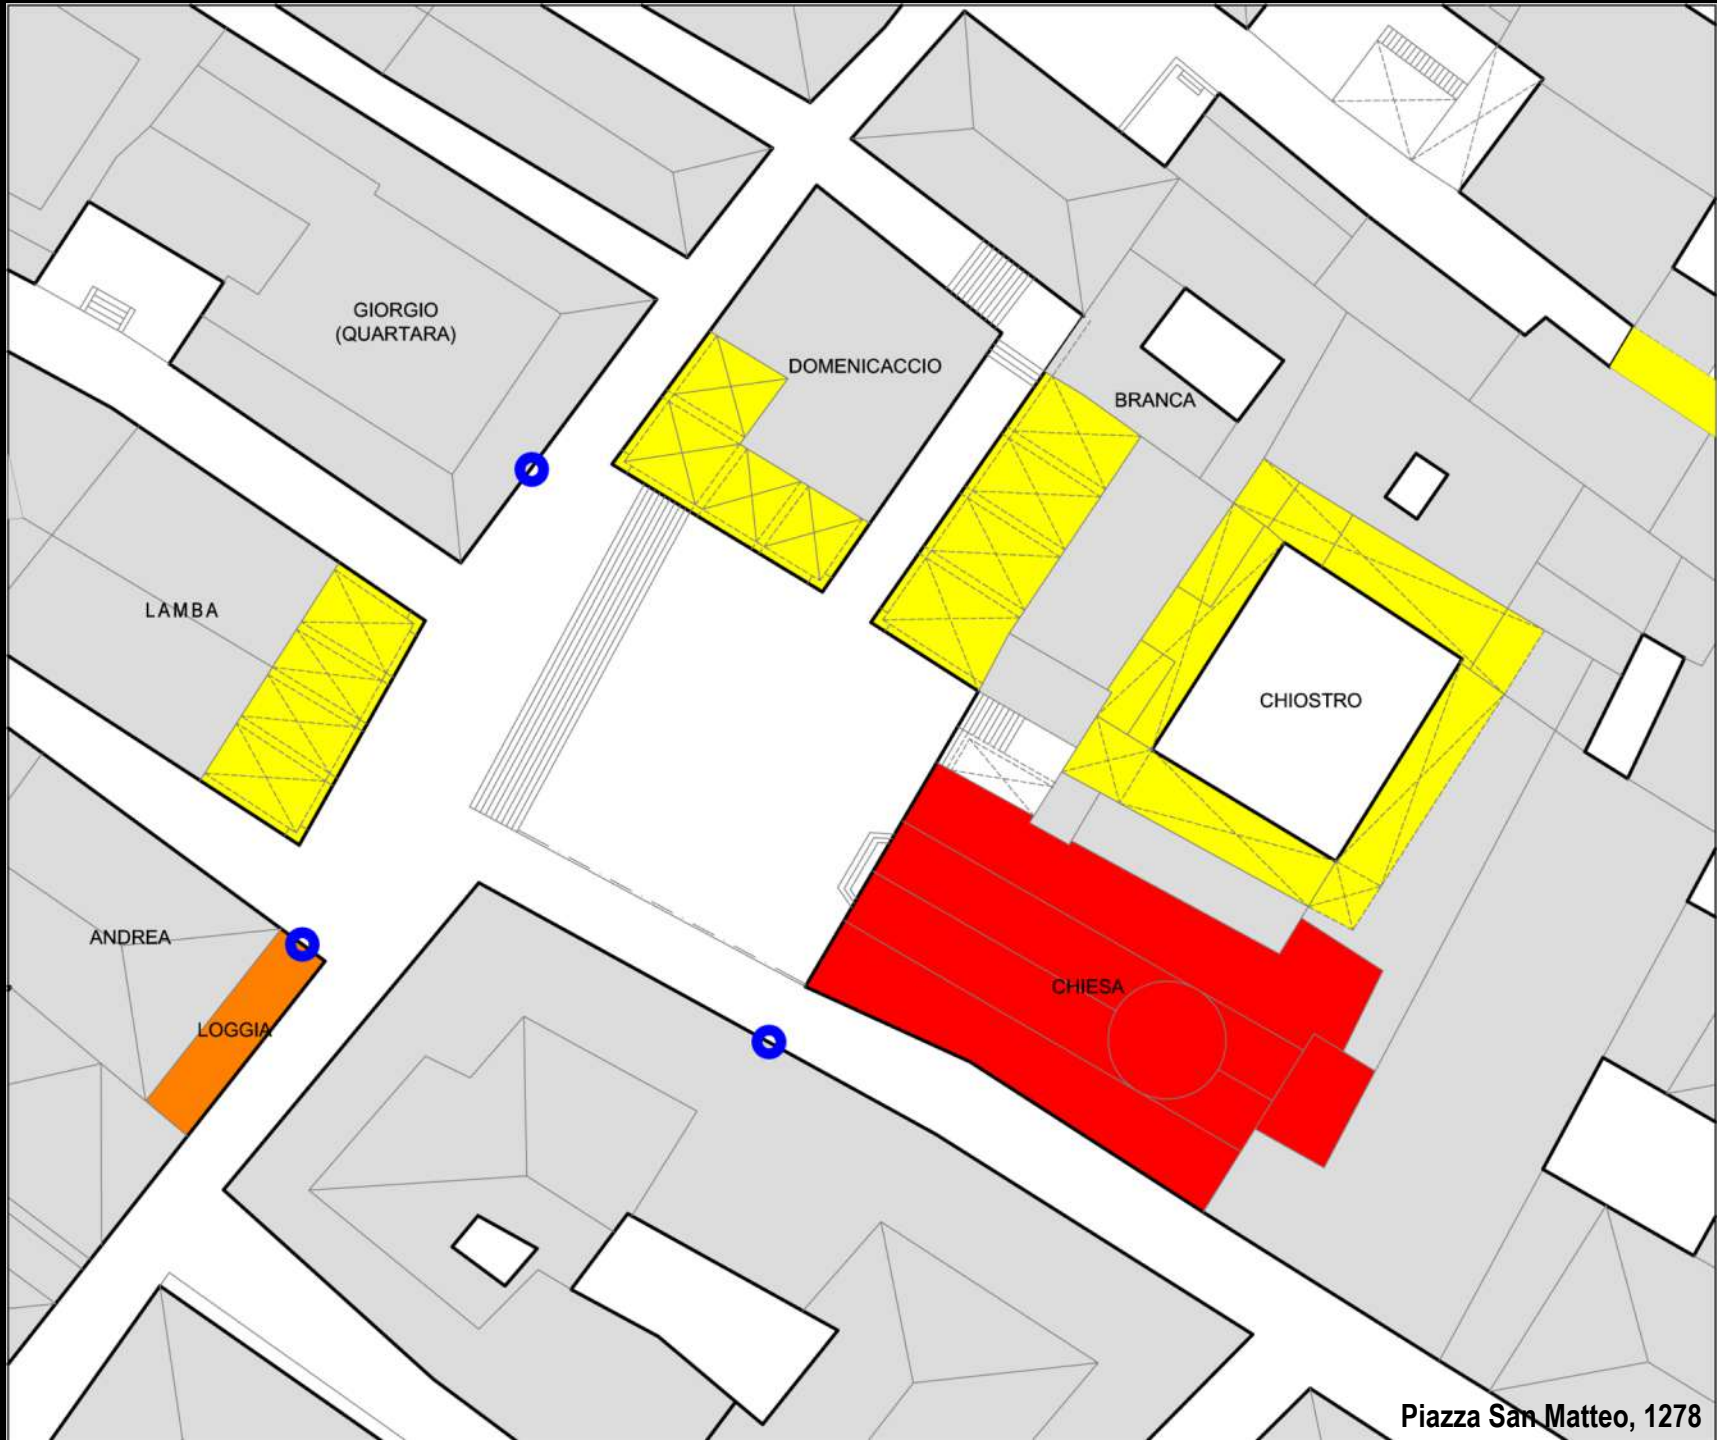 GIORGIO
(QUARTARA)
DOMENICACCIO
BRANCA
LAMBA
CHIOSTRO
ANDREA
CHIESA
LOGGIA
Piazza San Matteo, 1278